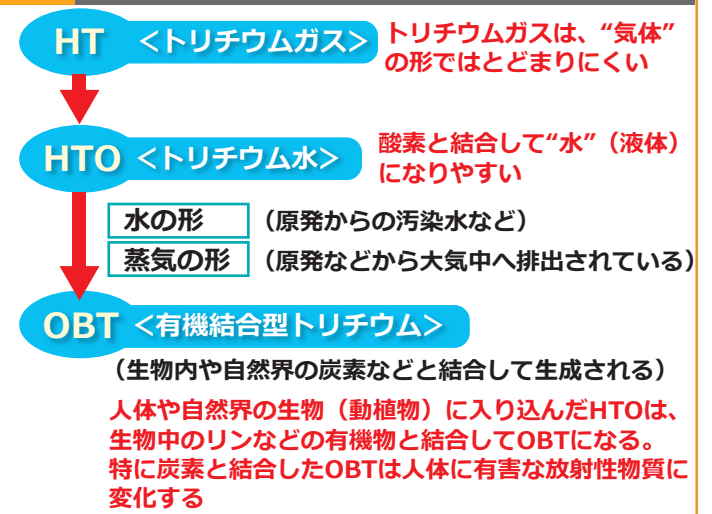 HT <トリチウムガス>
トリチウムガスは、“気体”
の形ではとどまりにくい
HTO <トリチウム水>
酸素と結合して“水”（液体）
になりやすい
水の形 （原発からの汚染水など）
蒸気の形 （原発などから大気中へ排出されている）
OBT <有機結合型トリチウム>
（生物内や自然界の炭素などと結合して生成される）
人体や自然界の生物（動植物）に入り込んだHTOは、
生物中のリンなどの有機物と結合してOBTになる。
特に炭素と結合したOBTは人体に有害な放射性物質に
変化する